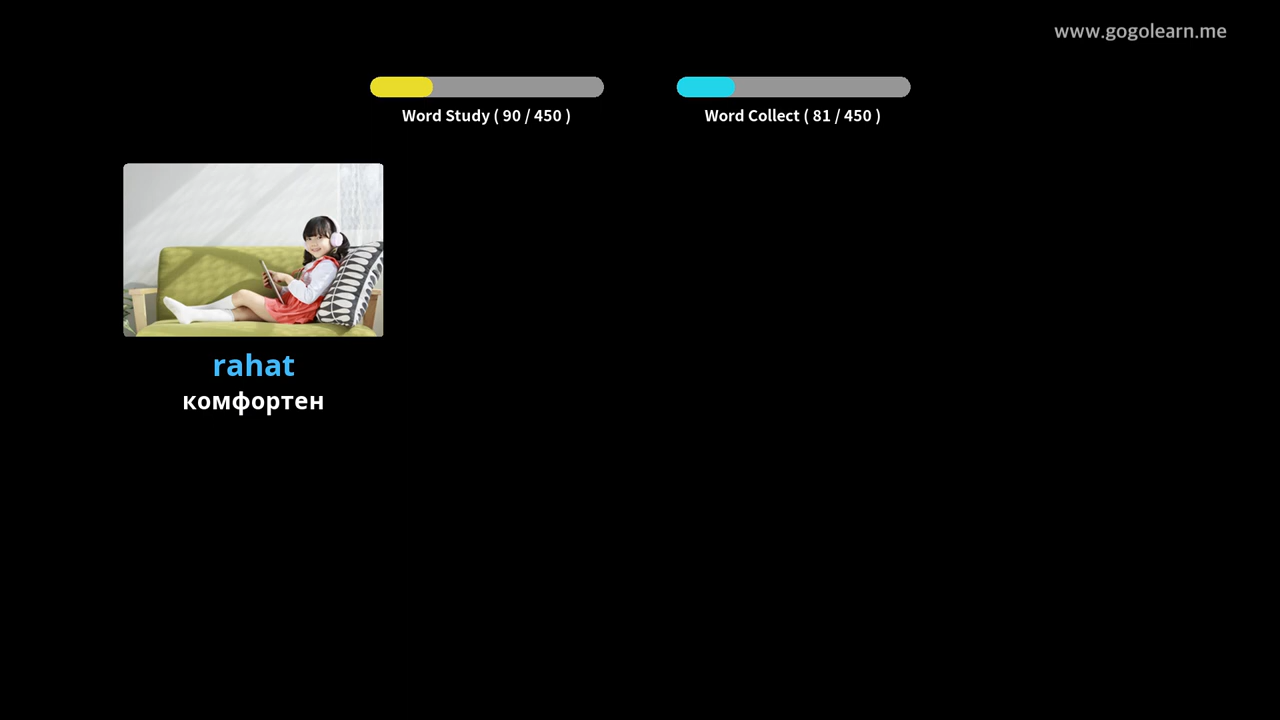 www.gogolearn.me
Word Study ( 90 / 450 )
Word Collect ( 81 / 450 )
rahat
комфортен